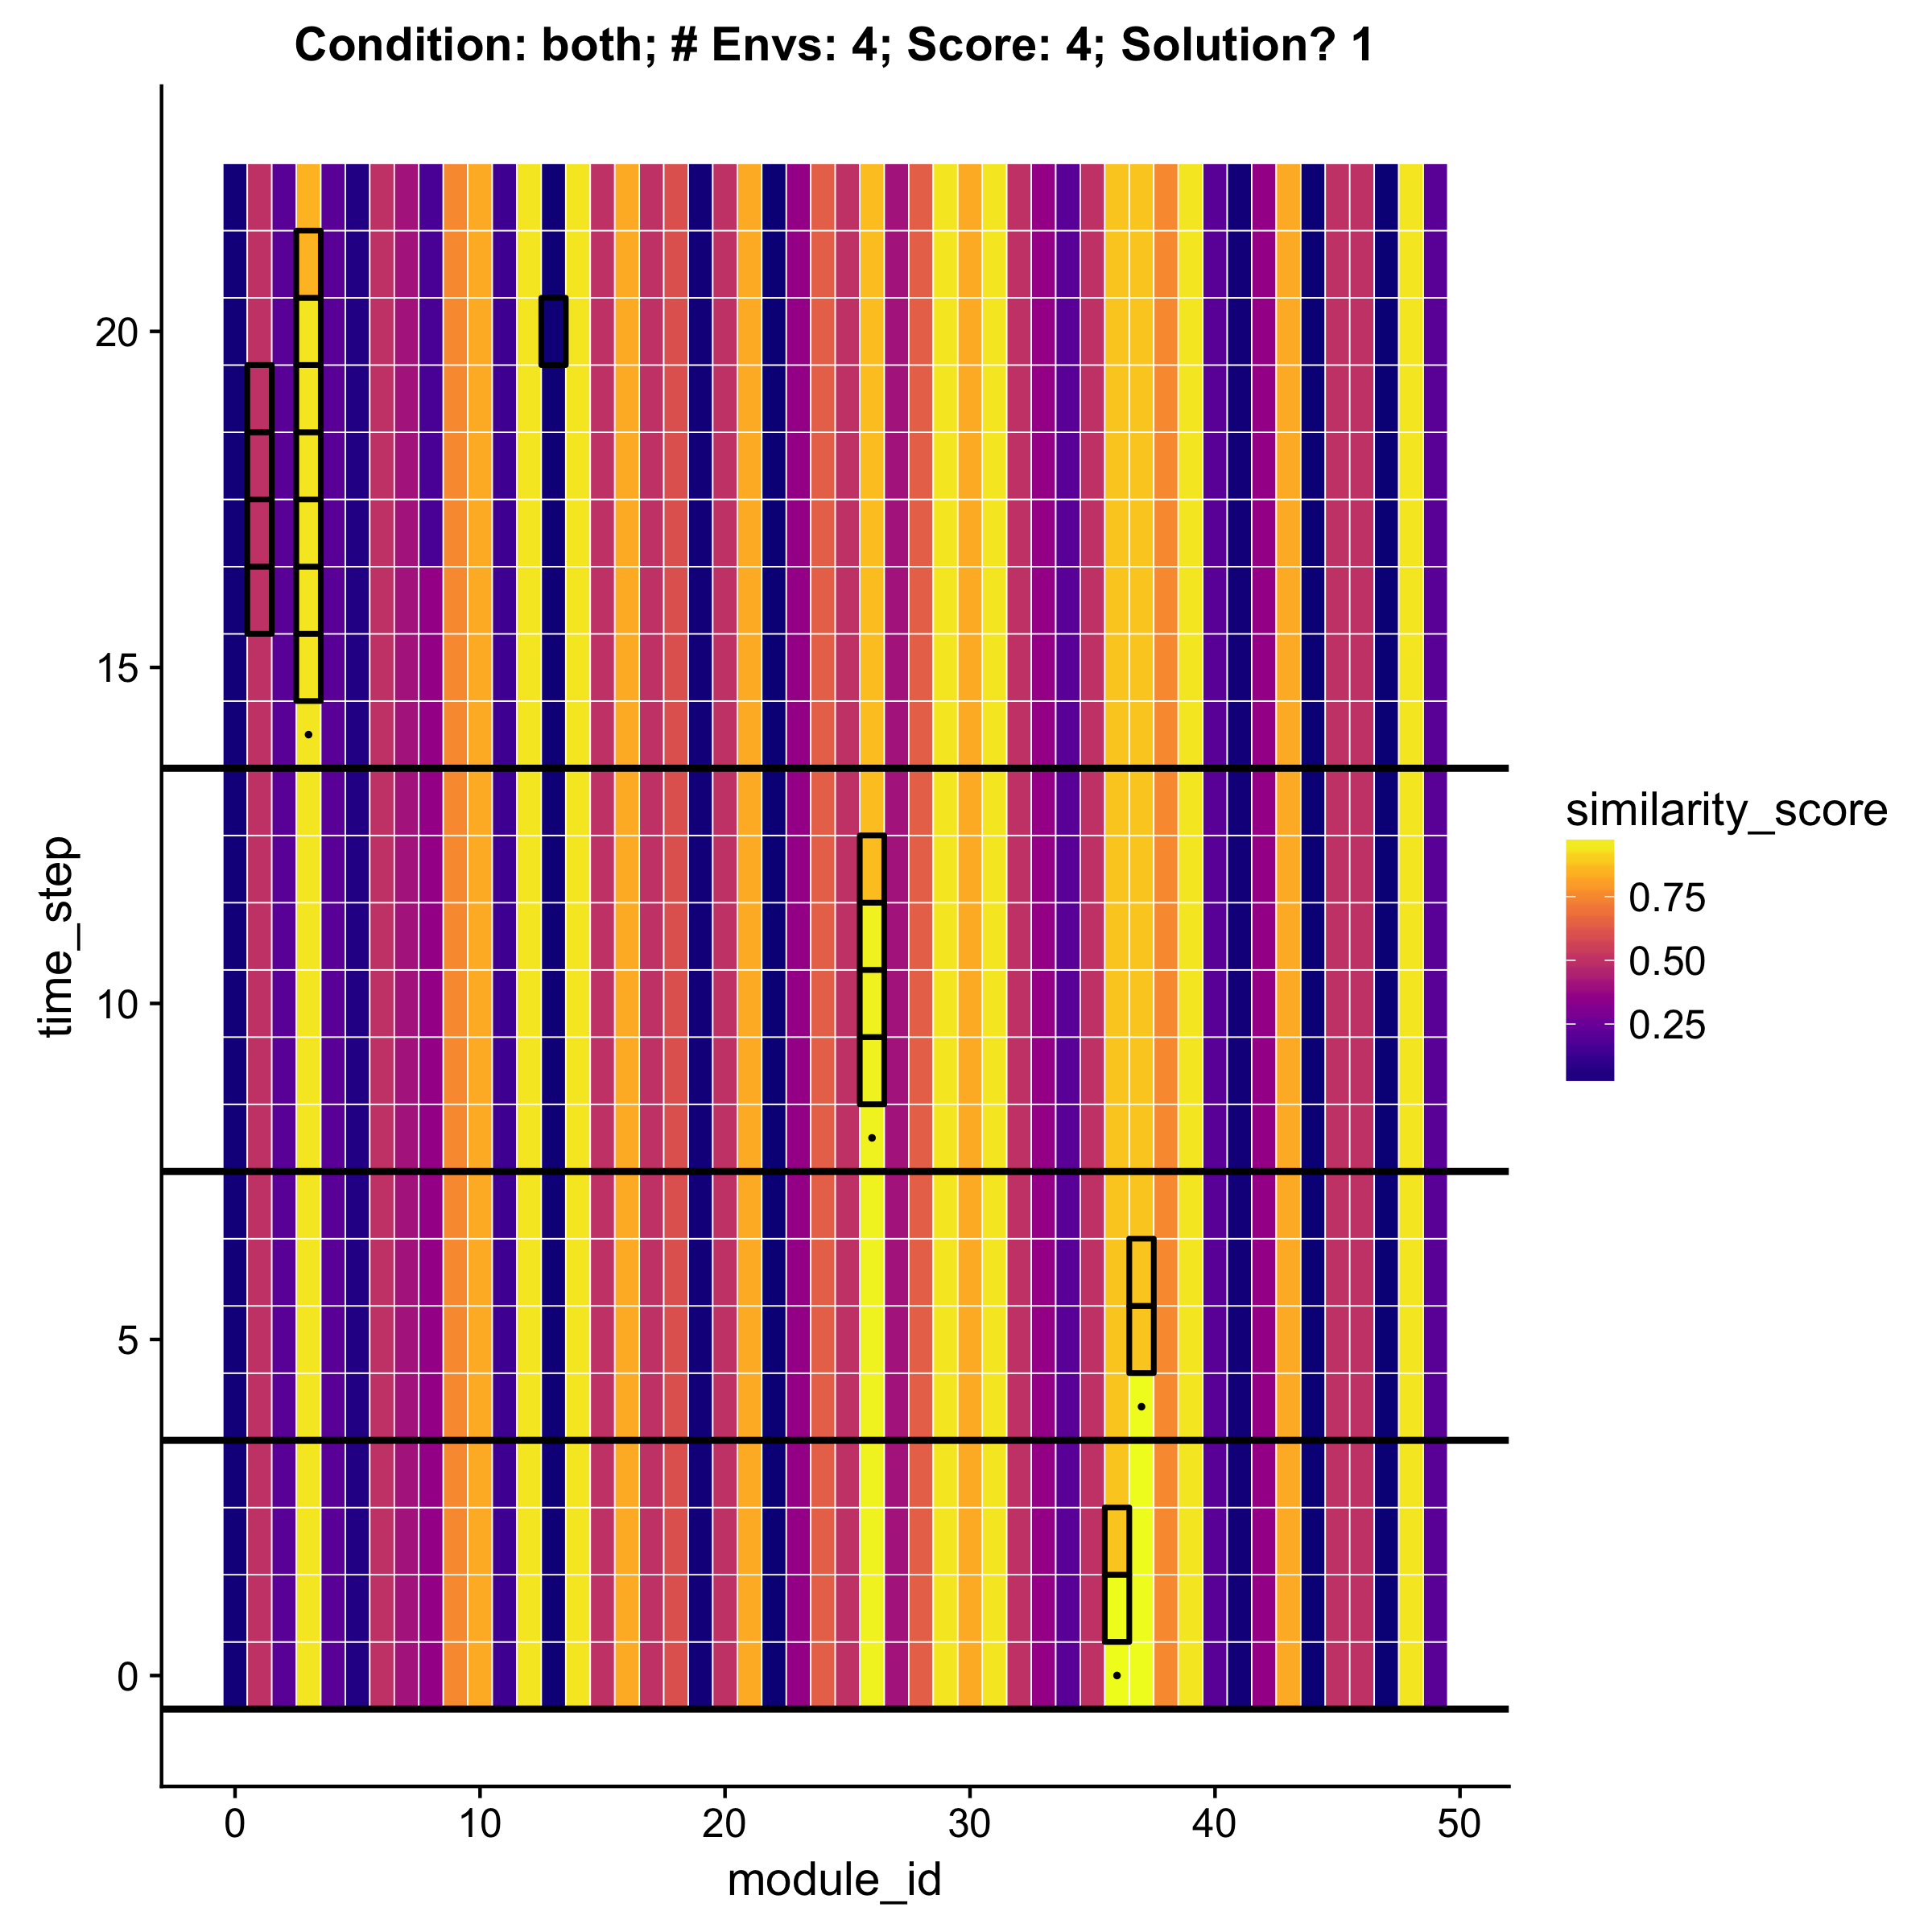 Condition: both; # Envs: 4; Score: 4; Solution? 1
time_step
20
15
10
5
0
0 10 20 30 40 50
module_id
similarity_score
0.75
0.50
0.25